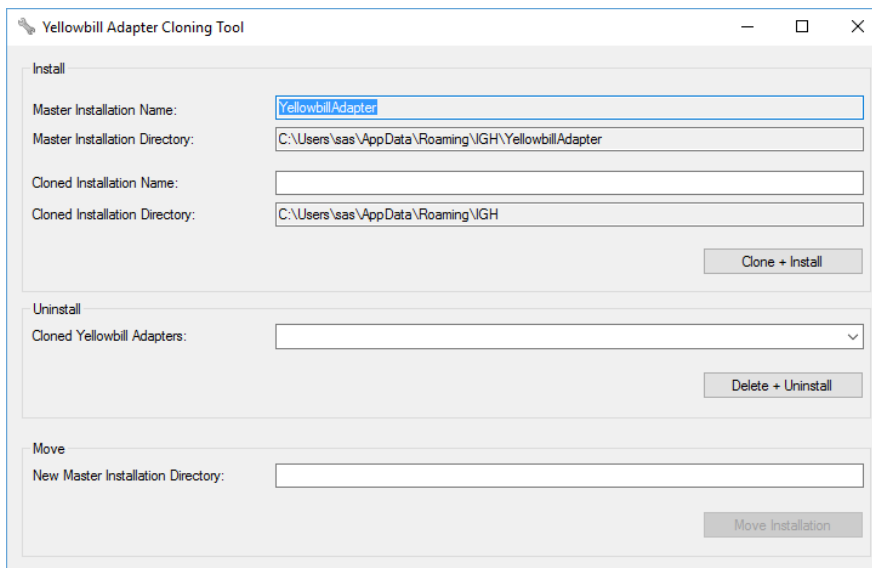 Yellowbill Adapter Cloning Tool
Install
Master Installation Name: YellowbillAdapter
Master Installation Directory: C:\Users\sas\AppData\Roaming\IGH\YellowbillAdapter
Cloned Installation Name:
Cloned Installation Directory: C:\Users\sas\AppData\Roaming\IGH
Clone + Install
Uninstall
Cloned Yellowbill Adapters:
Delete + Uninstall
Move
New Master Installation Directory:
Move Installation